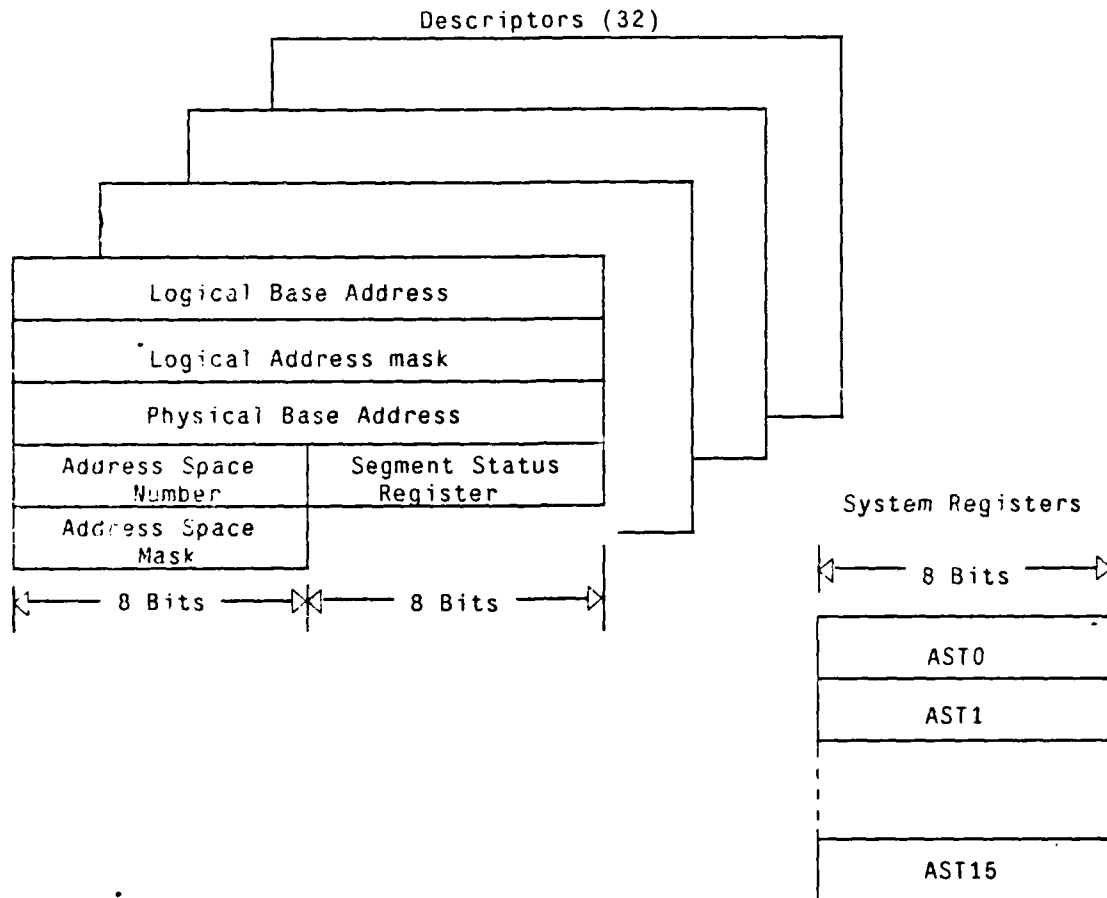 Descriptors (32)
Logical Base Address
Logical Address mask
Physical Base Address
Address Space
Number
Segment Status
Register
Address Space
Mask
8 Bits
8 Bits
System Registers
8 Bits
AST0
AST1
AST15